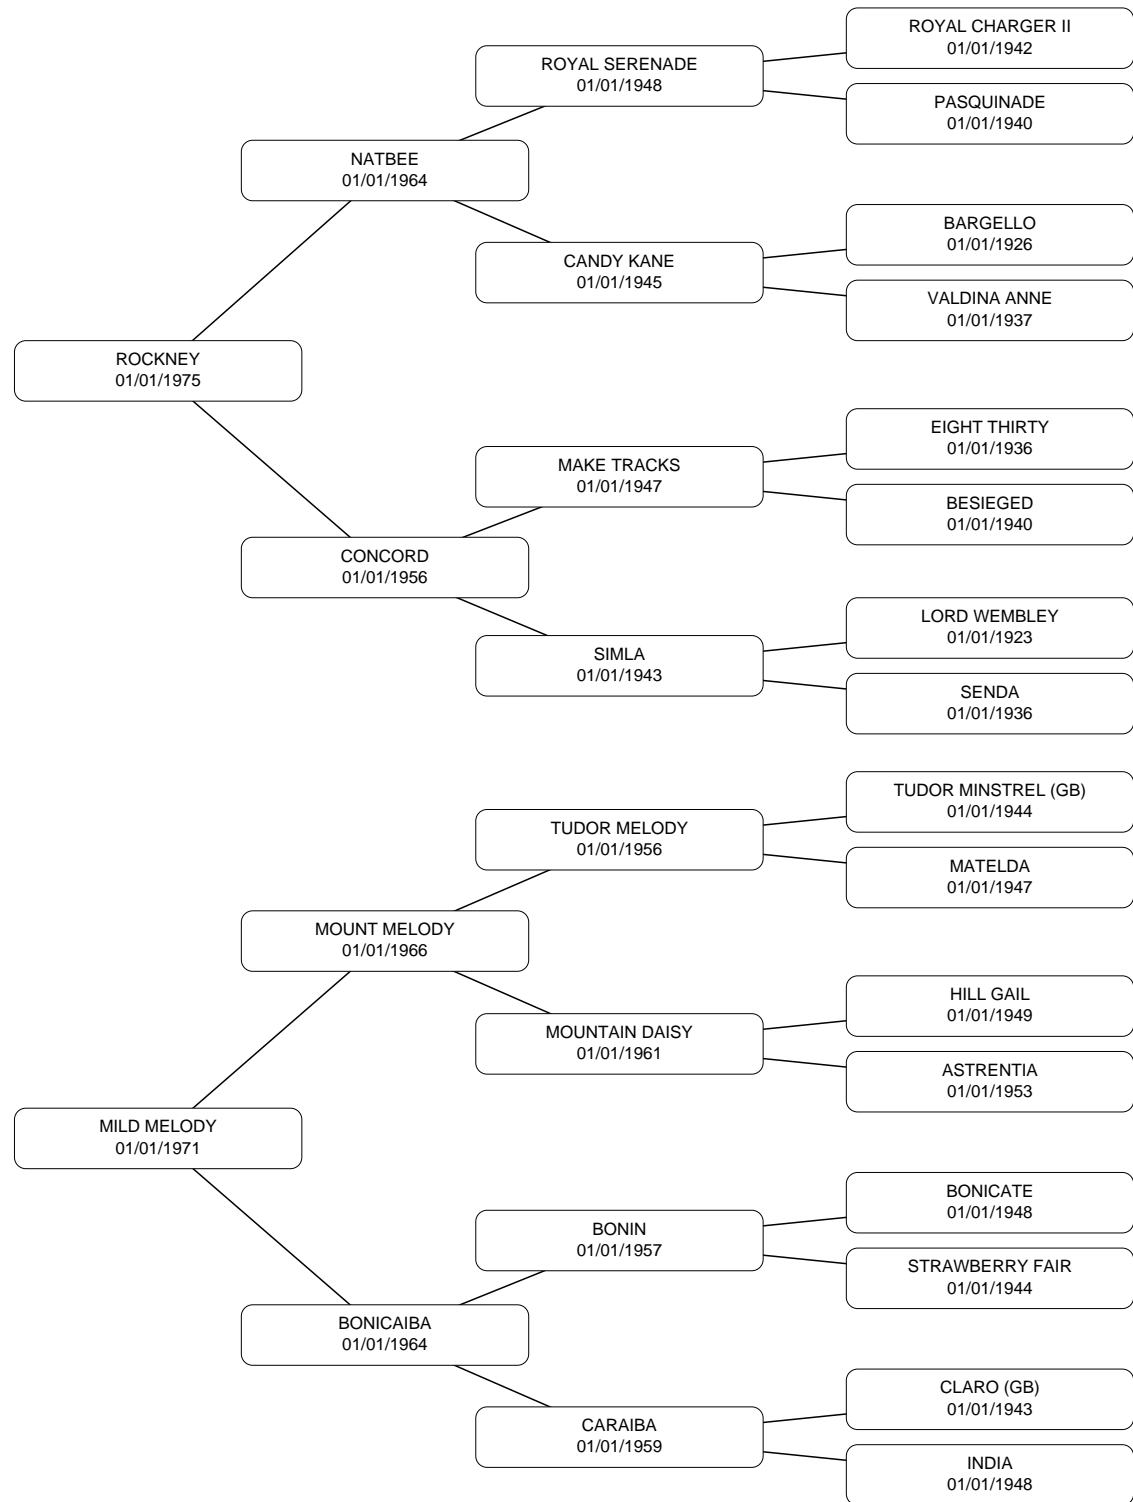 ROYAL CHARGER II
01/01/1942
ROYAL SERENADE
01/01/1948
PASQUINADE
01/01/1940
NATBEE
01/01/1964
BARGELLO
01/01/1926
CANDY KANE
01/01/1945
VALDINA ANNE
01/01/1937
ROCKNEY
01/01/1975
EIGHT THIRTY
01/01/1936
MAKE TRACKS
01/01/1947
BESIEGED
01/01/1940
CONCORD
01/01/1956
LORD WEMBLEY
01/01/1923
SIMLA
01/01/1943
SENDA
01/01/1936
TUDOR MINSTREL (GB)
01/01/1944
TUDOR MELODY
01/01/1956
MATELDA
01/01/1947
MOUNT MELODY
01/01/1966
HILL GAIL
01/01/1949
MOUNTAIN DAISY
01/01/1961
ASTRENTIA
01/01/1953
MILD MELODY
01/01/1971
BONICATE
01/01/1948
BONIN
01/01/1957
STRAWBERRY FAIR
01/01/1944
BONICAIBA
01/01/1964
CLARO (GB)
01/01/1943
CARAIBA
01/01/1959
INDIA
01/01/1948